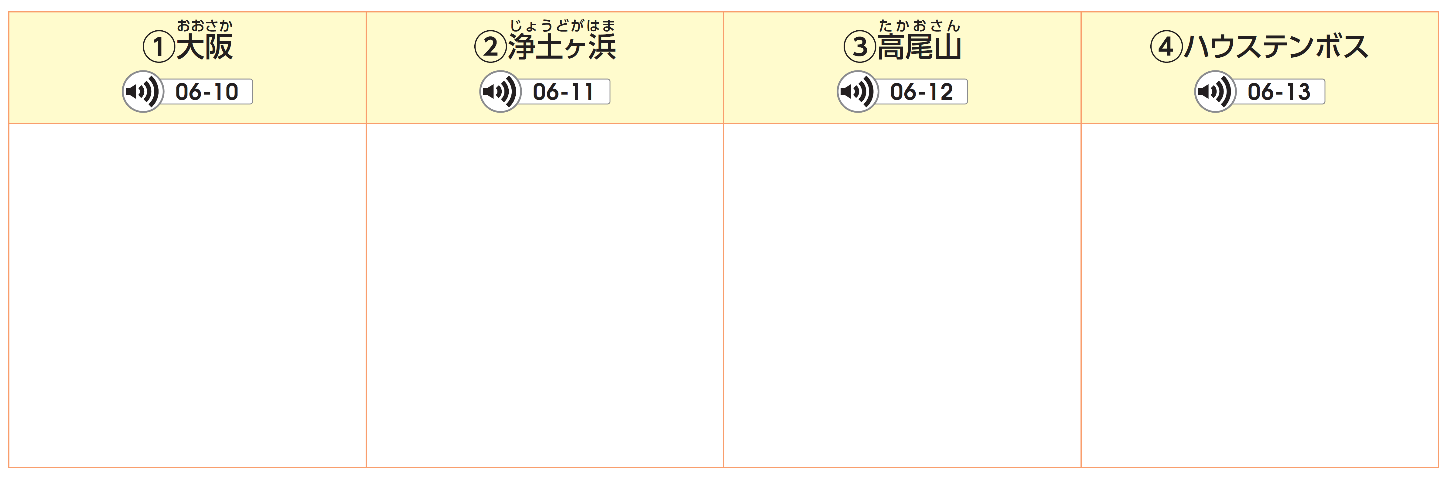 おおさか
①大阪
06-10
じょうどがはま
②浄土ヶ浜
06-11
たかおさん
③高尾山
06-12
④ハウステンボス
06-13